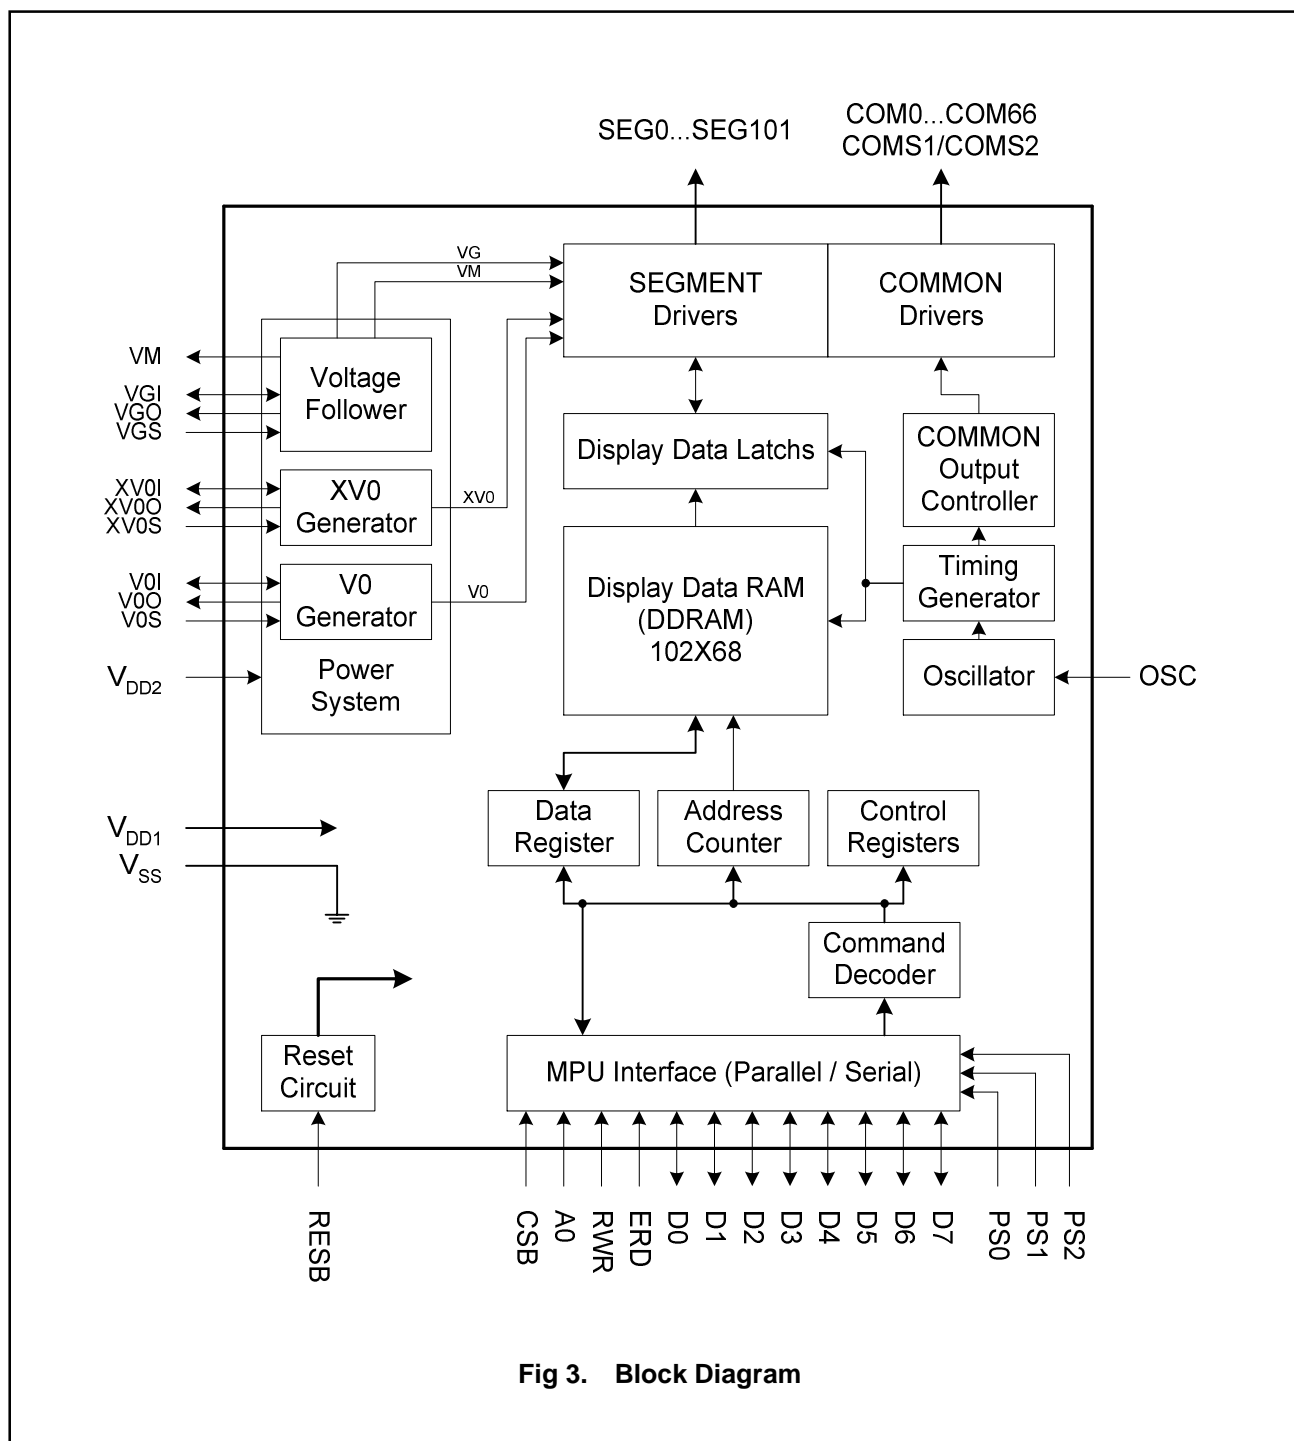 SEG0...SEG101
COM0...COM66
COMS1/COMS2
VG
VM
SEGMENT
Drivers
COMMON
Drivers
VM
VGI
VGO
VGS
Voltage
Follower
Display Data Latchs
COMMON
Output
Controller
XV0I
XV0O
XV0S
XV0
Generator
XV0
V0I
V0O
V0S
V0
Generator
V0
Display Data RAM
(DDRAM)
102X68
Timing
Generator
VDD2
Power
System
Oscillator
OSC
VDD1
VSS
Data
Register
Address
Counter
Control
Registers
Command
Decoder
Reset
Circuit
MPU Interface (Parallel / Serial)
RESB
CSB
A0
RWR
ERD
D0
D1
D2
D3
D4
D5
D6
D7
PS0
PS1
PS2
Fig 3. Block Diagram